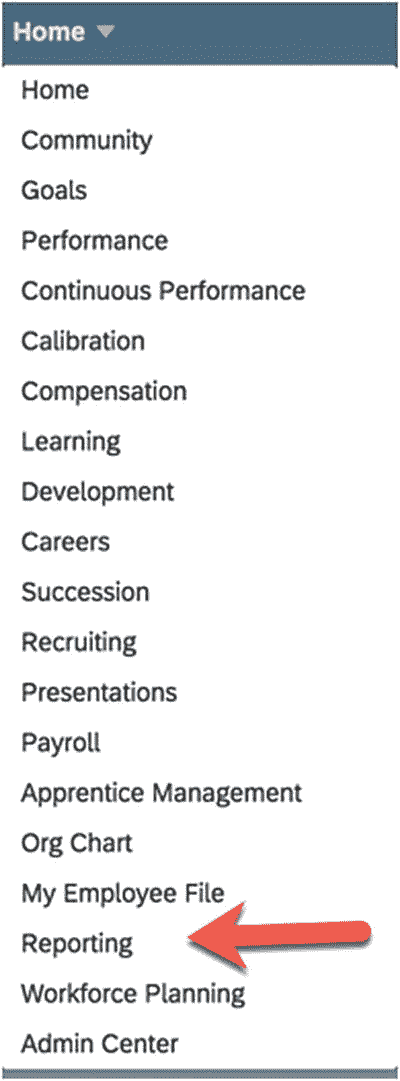 Home
Home
Community
Goals
Performance
Continuous Performance
Calibration
Compensation
Learning
Development
Careers
Succession
Recruiting
Presentations
Payroll
Apprentice Management
Org Chart
My Employee File
Reporting
Workforce Planning
Admin Center